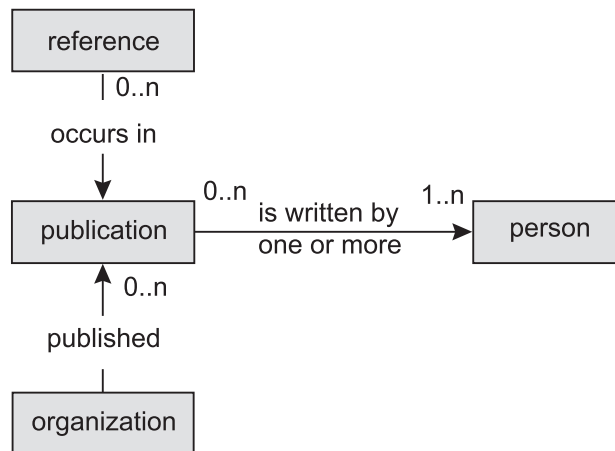 reference
0..n
occurs in
0..n
1..n
is written by
one or more
publication
person
0..n
published
organization